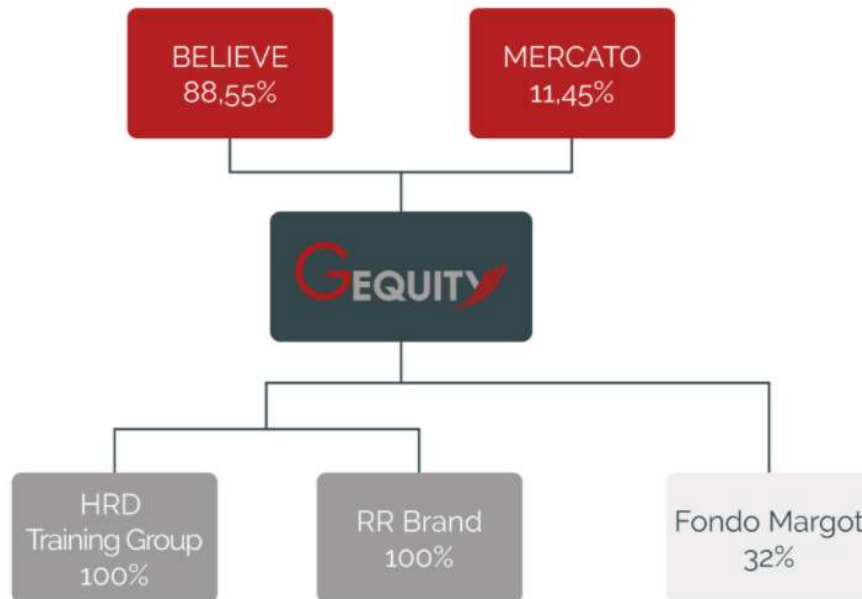 BELIEVE
88,55%
MERCATO
11,45%
GEQUITY
HRD
Training Group
100%
RR Brand
100%
Fondo Margot
32%